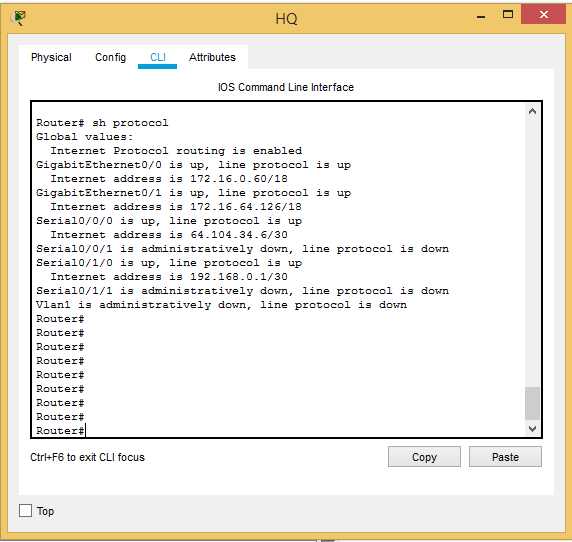 HQ
Physical Config CLI Attributes
IOS Command Line Interface
Router# sh protocol
Global values:
Internet Protocol routing is enabled
GigabitEthernet0/0 is up, line protocol is up
Internet address is 172.16.0.60/18
GigabitEthernet0/1 is up, line protocol is up
Internet address is 172.16.64.126/18
Serial0/0/0 is up, line protocol is up
Internet address is 64.104.34.6/30
Serial0/0/1 is administratively down, line protocol is down
Serial0/1/0 is up, line protocol is up
Internet address is 192.168.0.1/30
Serial0/1/1 is administratively down, line protocol is down
Vlan1 is administratively down, line protocol is down
Router#
Router#
Router#
Router#
Router#
Router#
Router#
Router#
Router#
Ctrl+F6 to exit CLI focus
Copy Paste
Top